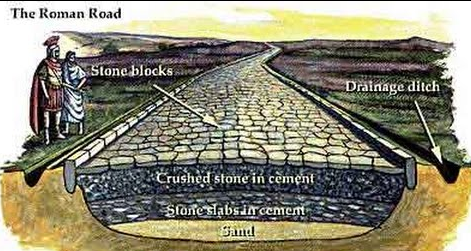 The Roman Road
Stone blocks
Drainage ditch
Crushed stone in cement
Stone slabs in cement
Sand